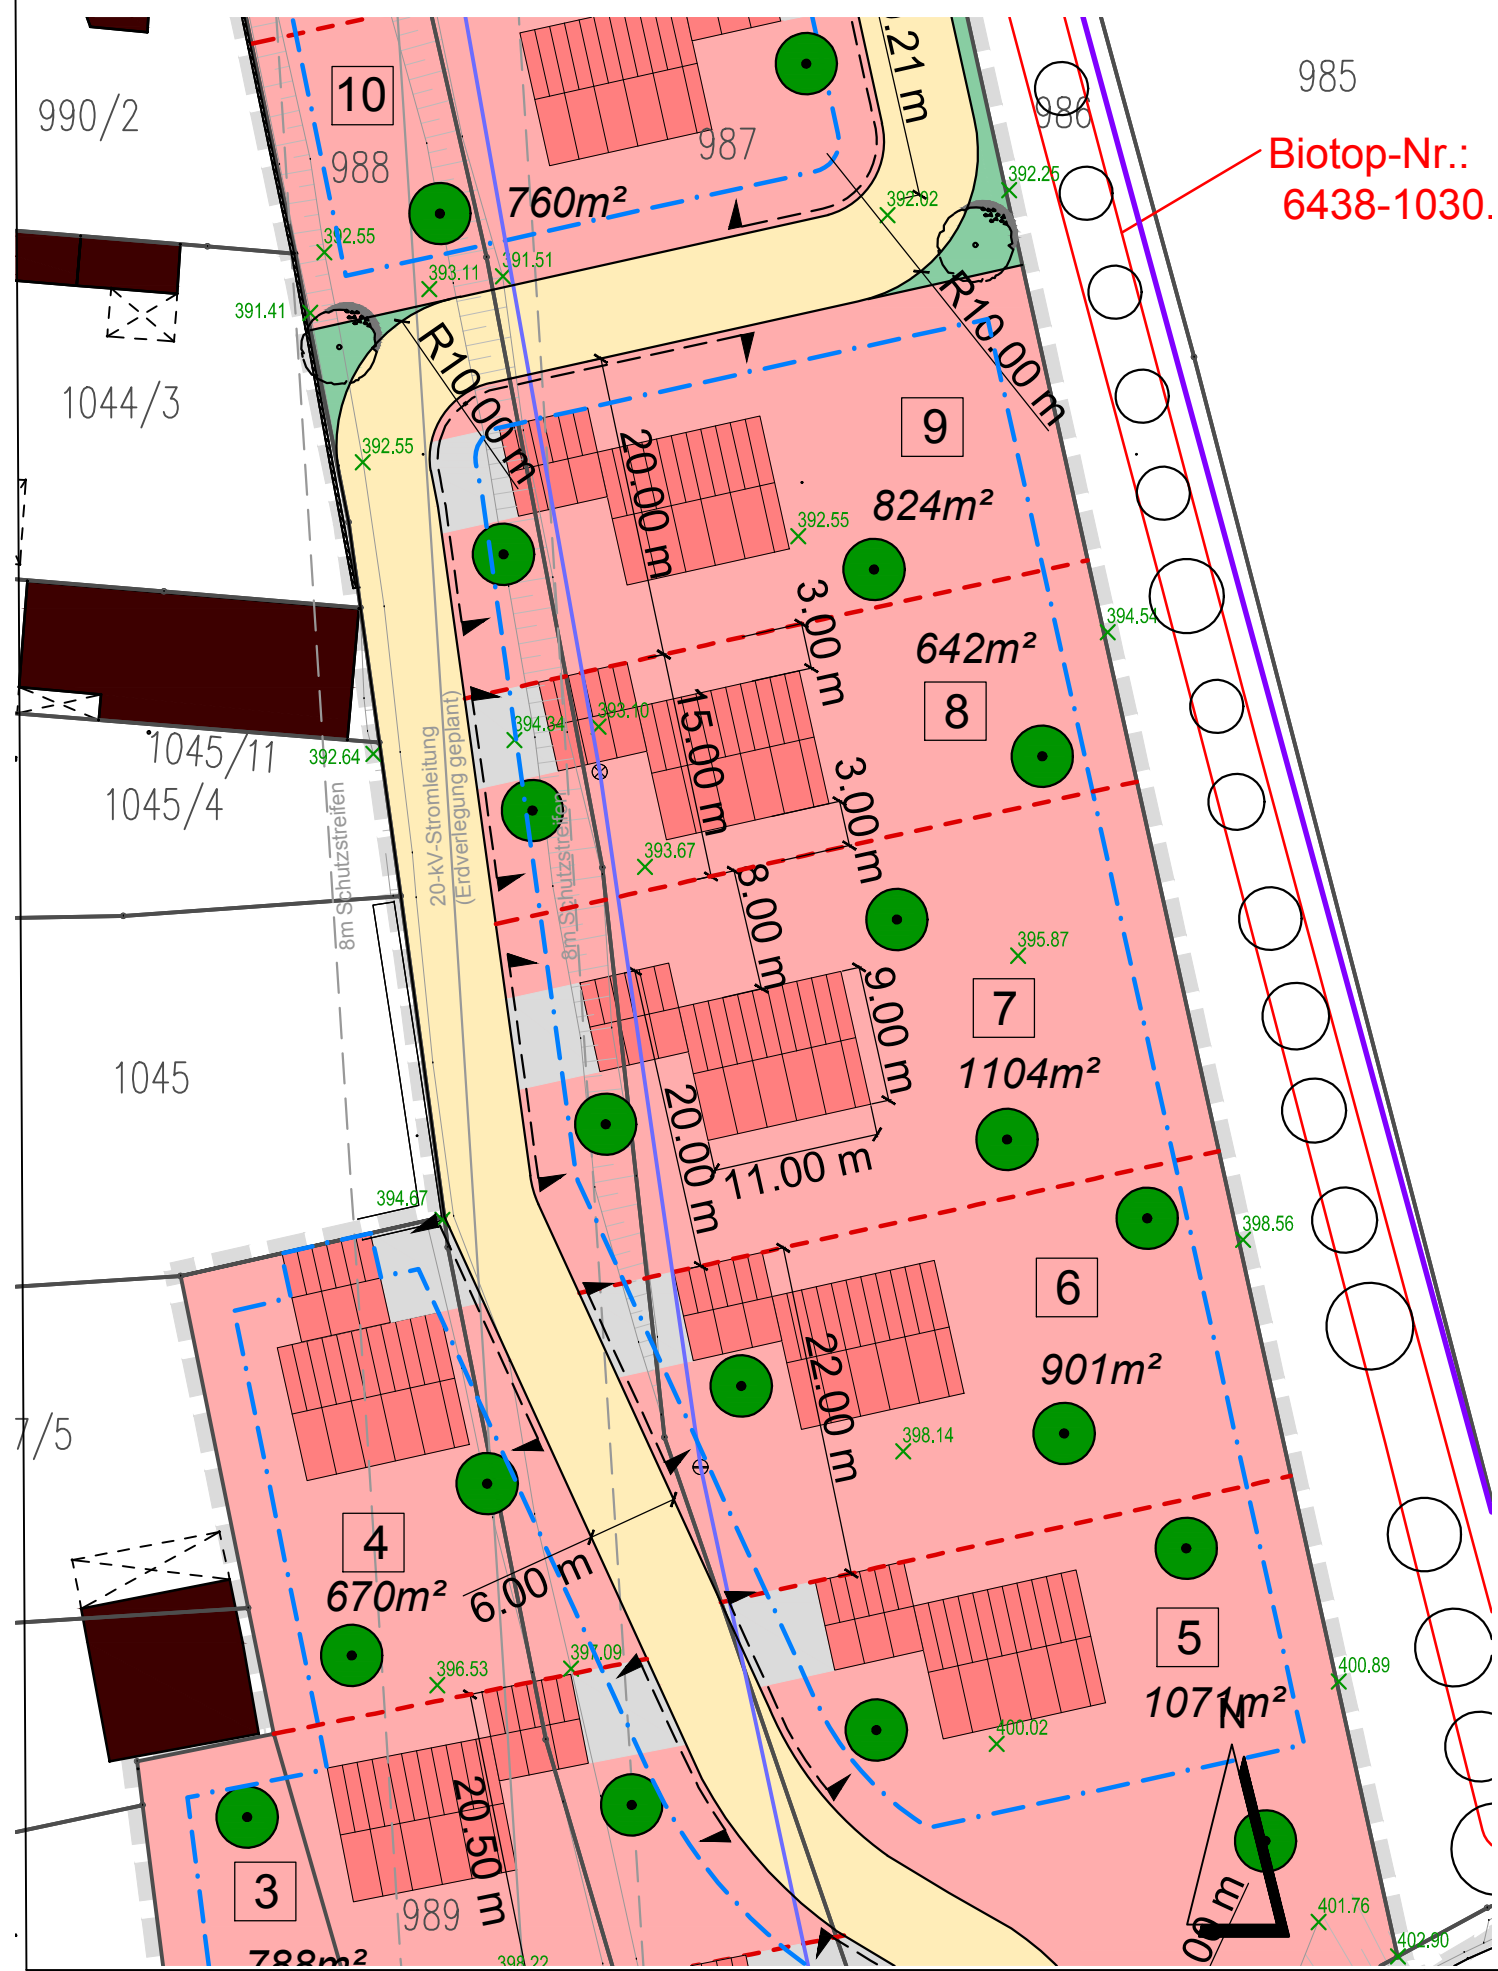 985
990/2
10
988
760m²
987
.21 m
986
Biotop-Nr.:
6438-1030.
392.25
392.02
392.55
393.11
391.51
391.41
R10.00 m
R10.00 m
1044/3
392.55
9
824m²
20.00 m
392.55
3.00 m
394.54
642m²
8
394.34
393.10
15.00 m
3.00 m
1045/11
392.64
1045/4
8m Schutzstreifen
20-kV-Stromleitung
(Erdverlegung geplant)
8m Schutzstreifen
393.67
8.00 m
395.87
7
9.00 m
1104m²
1045
20.00 m
11.00 m
394.67
398.56
6
901m²
22.00 m
398.14
7/5
4
670m²
6.00 m
5
1071m²
N
396.53
397.09
400.89
400.02
20.50 m
3
989
788m²
398.22
00 m
401.76
402.90